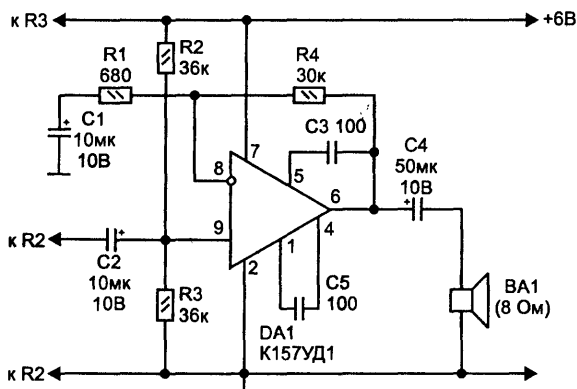 к R3
+6В
R1
680
R2
36к
R4
30к
C1
10мк
10В
C3 100
C4
50мк
10В
7
8
5
6
9
1
4
2
к R2
C2
10мк
10В
R3
36к
C5
100
DA1
К157УД1
BA1
(8 Ом)
к R2